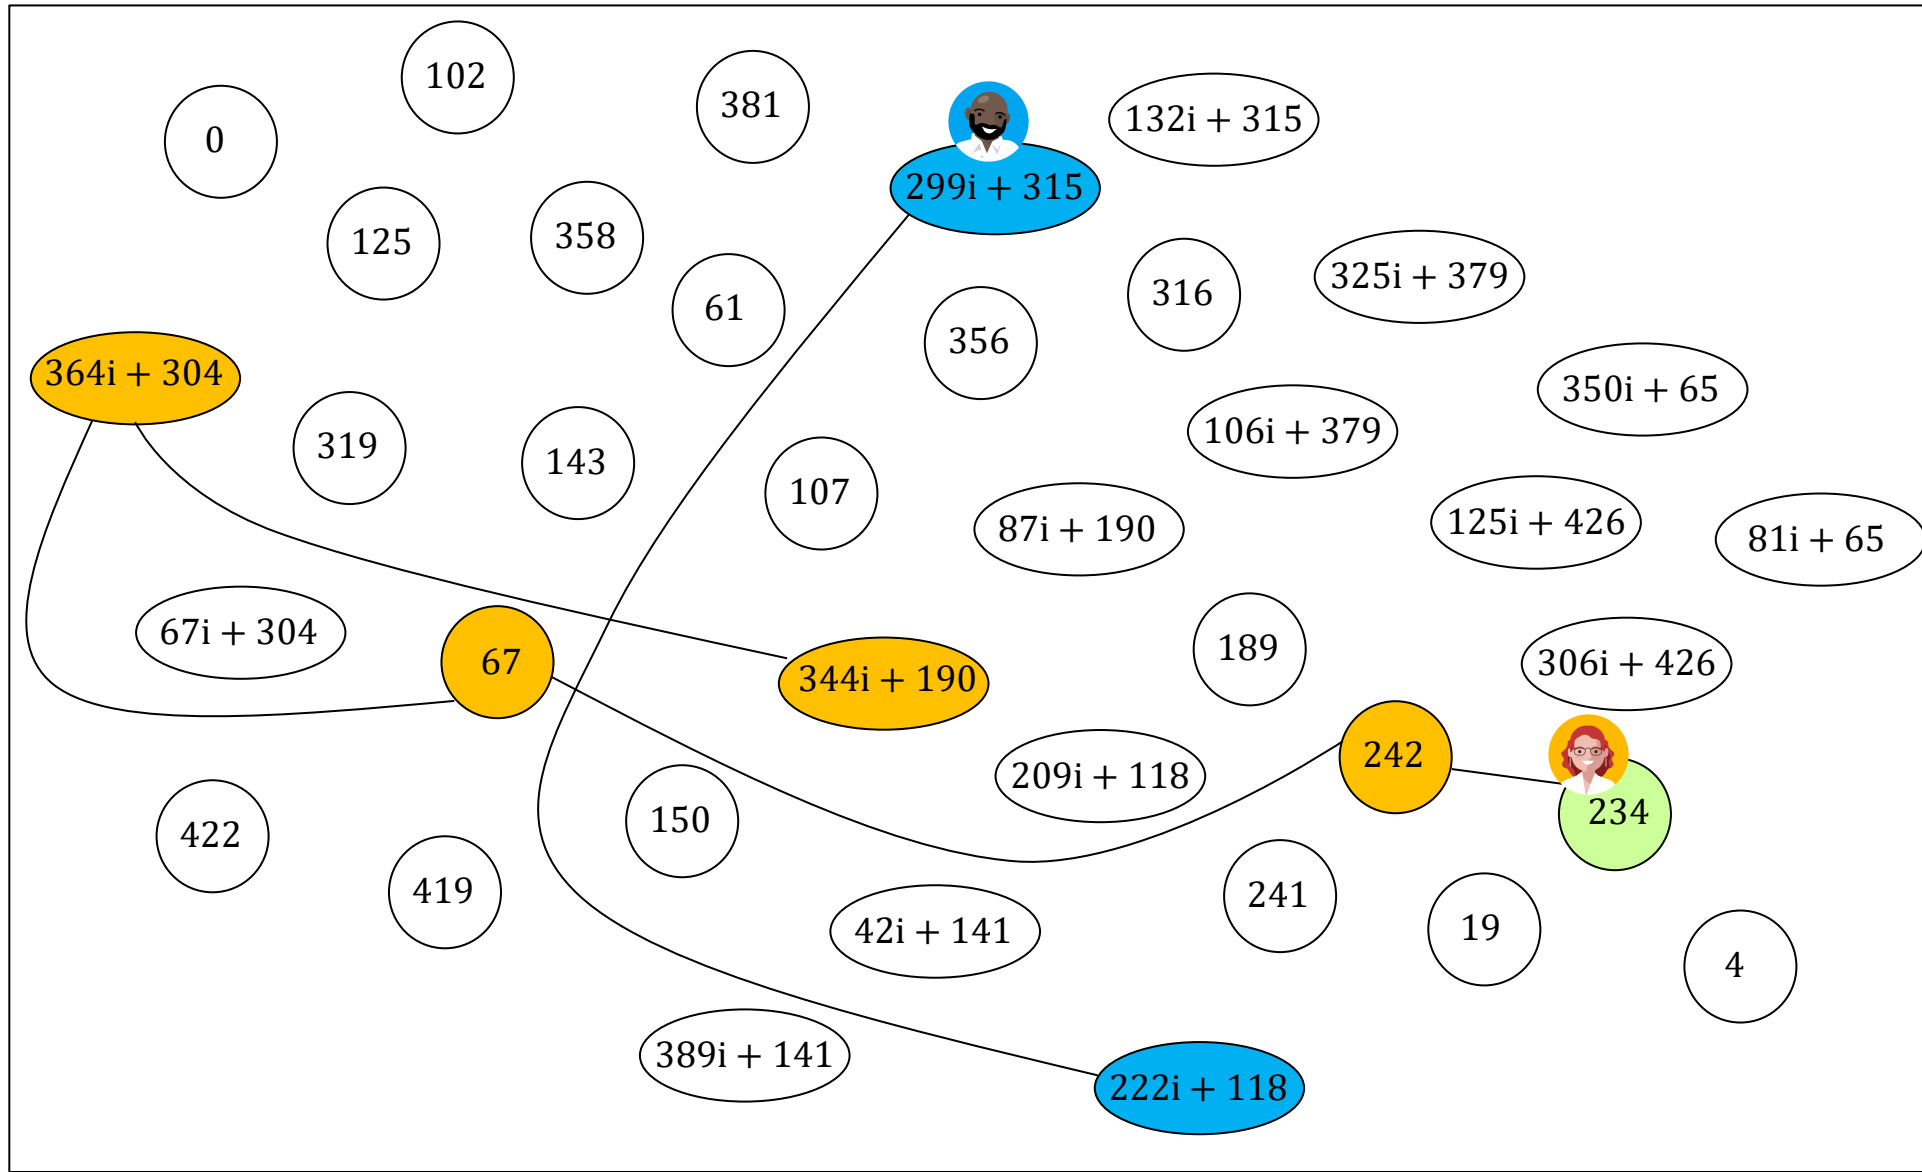 102
381
132i + 315
0
299i + 315
125
358
325i + 379
61
316
356
364i + 304
350i + 65
106i + 379
319
143
107
87i + 190
125i + 426
81i + 65
67i + 304
67
344i + 190
189
306i + 426
242
209i + 118
234
422
150
419
241
42i + 141
19
4
389i + 141
222i + 118